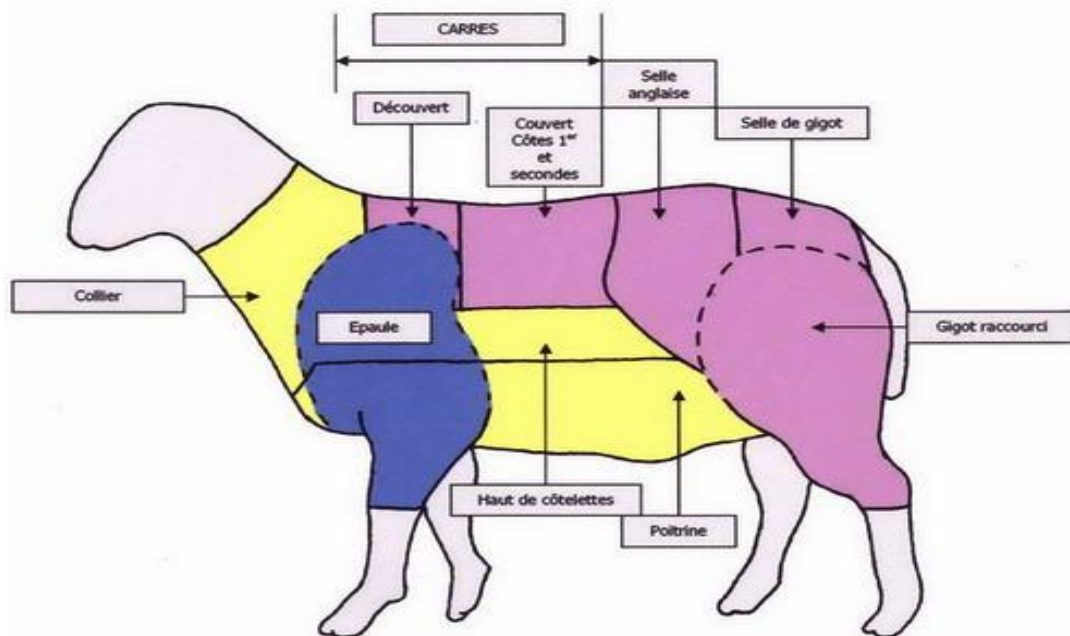 CARRES
Découvert
Couvert
Côtes 1er
et
secondes
Selle
anglaise
Selle de gigot
Collier
Epaule
Gigot raccourci
Haut de côtelettes
Poitrine